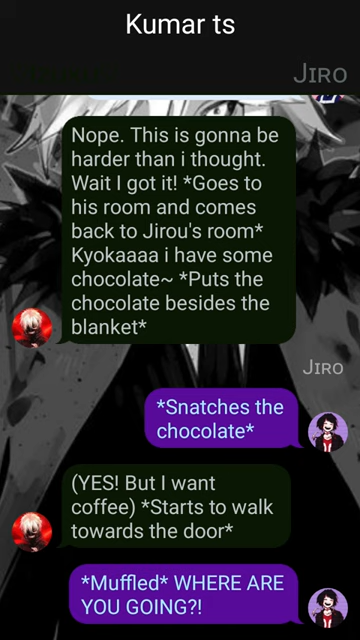 Kumar ts
Jiro
Nope. This is gonna be
harder than i thought.
Wait I got it! *Goes to
his room and comes
back to Jirou's room*
Kyokaaaa i have some
chocolate~ *Puts the
chocolate besides the
blanket*
Jiro
*Snatches the
chocolate*
(YES! But I want
coffee) *Starts to walk
towards the door*
*Muffled* WHERE ARE
YOU GOING?!